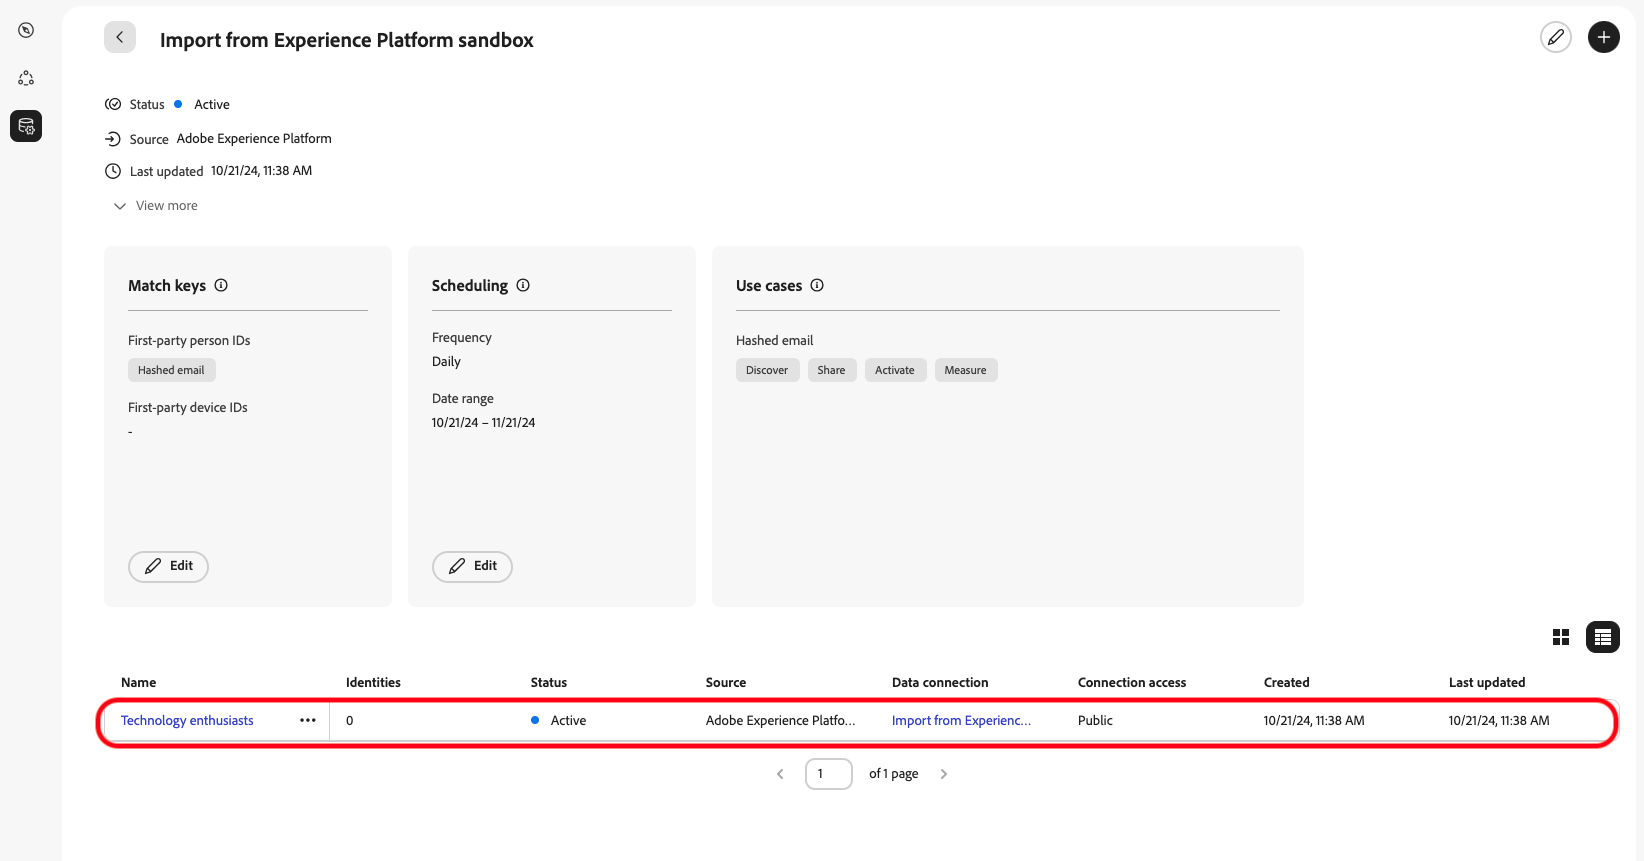 Import from Experience Platform sandbox
Status Active
Source Adobe Experience Platform
Last updated 10/21/24, 11:38 AM
View more
Match keys
First-party person IDs
Hashed email
First-party device IDs
-
Edit
Scheduling
Frequency
Daily
Date range
10/21/24 – 11/21/24
Edit
Use cases
Hashed email
Discover Share Activate Measure
Name Identities Status Source Data connection Connection access Created Last updated
Technology enthusiasts ••• 0 Active Adobe Experience Platfo... Import from Experienc... Public 10/21/24, 11:38 AM 10/21/24, 11:38 AM
1 of 1 page